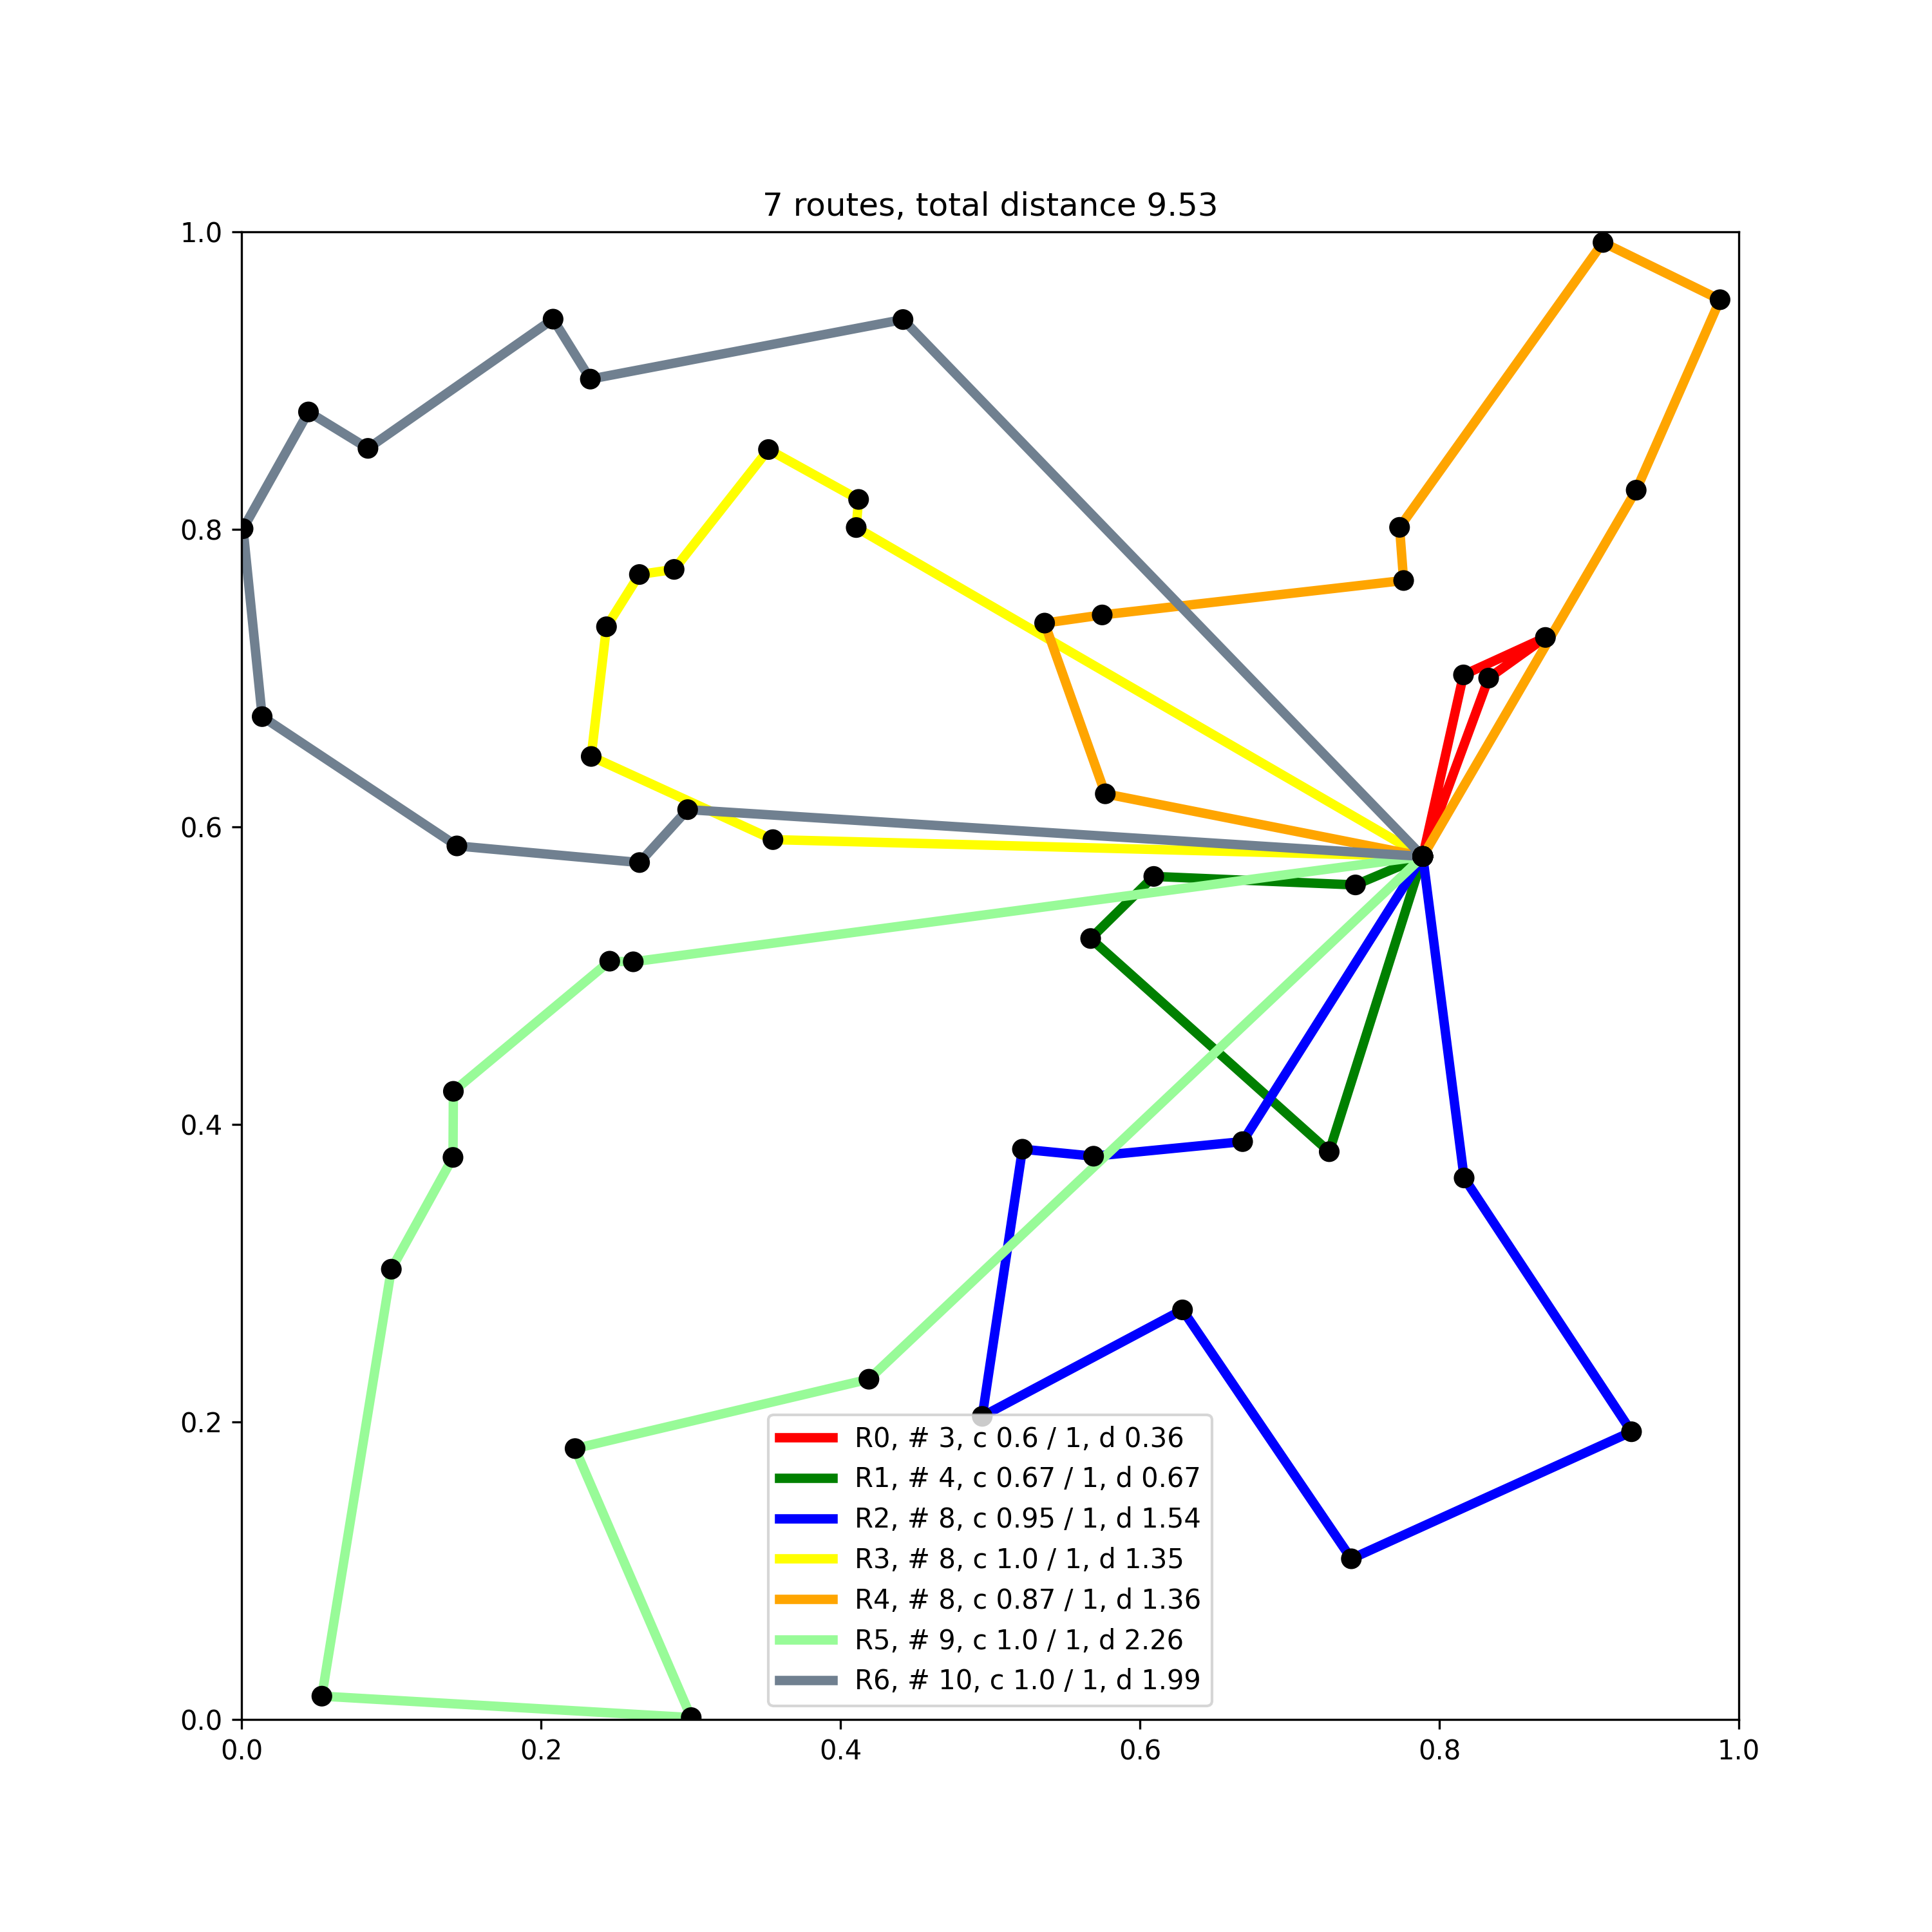 7 routes, total distance 9.53
1.0
0.8
0.6
0.4
0.2
0.0
R0, # 3, c 0.6 / 1, d 0.36
R1, # 4, c 0.67 / 1, d 0.67
R2, # 8, c 0.95 / 1, d 1.54
R3, # 8, c 1.0 / 1, d 1.35
R4, # 8, c 0.87 / 1, d 1.36
R5, # 9, c 1.0 / 1, d 2.26
R6, # 10, c 1.0 / 1, d 1.99
0.0 0.2 0.4 0.6 0.8 1.0